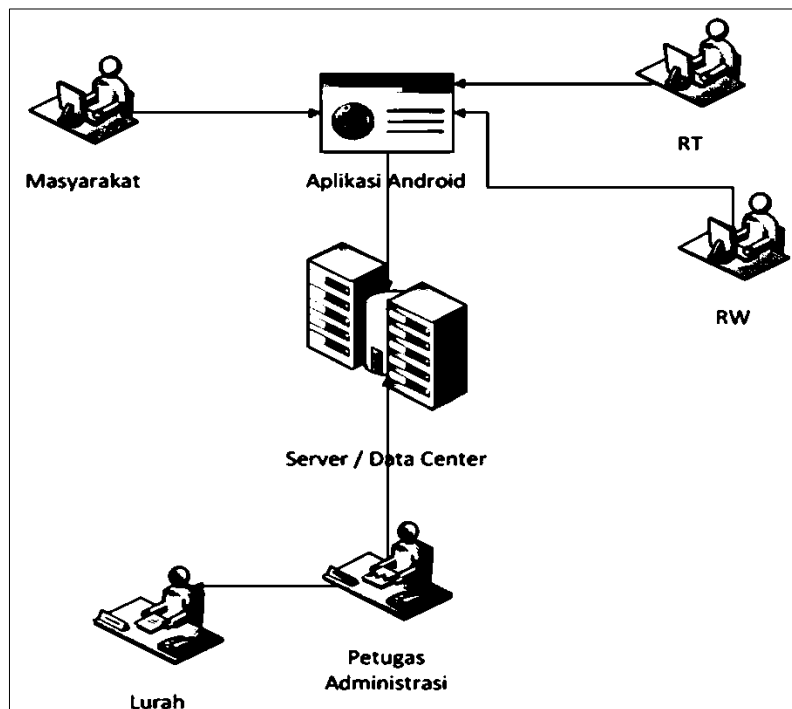 RT
Masyarakat
Aplikasi Android
RW
Server / Data Center
Petugas
Administrasi
Lurah